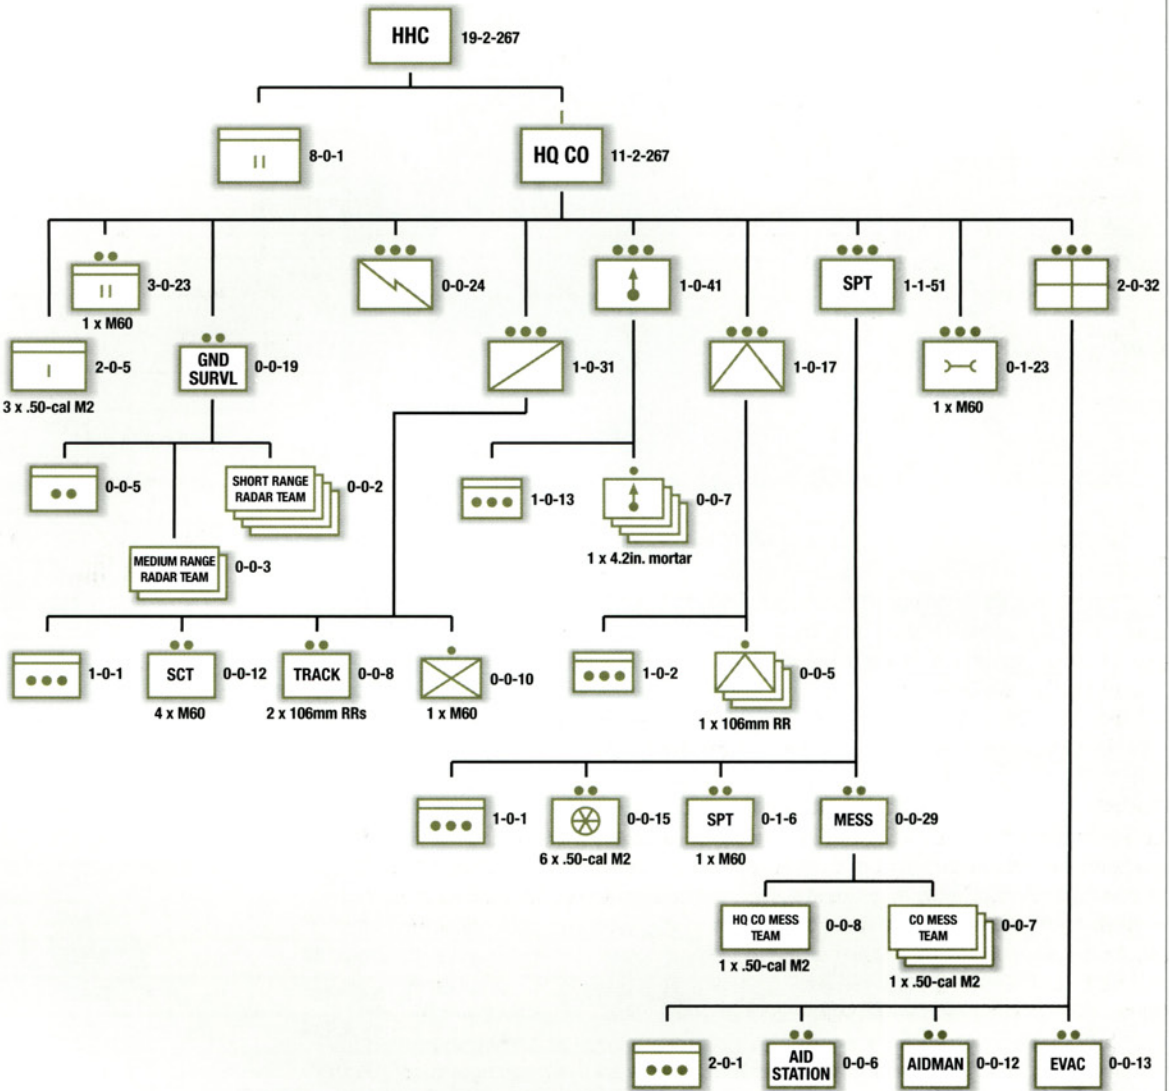 HHC
19-2-267
8-0-1
HQ CO
11-2-267
3-0-23
1 x M60
0-0-24
1-0-41
SPT
1-1-51
2-0-32
2-0-5
3 x .50-cal M2
GND
SURVL
0-0-19
1-0-31
1-0-17
0-1-23
1 x M60
0-0-5
SHORT RANGE
RADAR TEAM
0-0-2
1-0-13
0-0-7
1 x 4.2in. mortar
MEDIUM RANGE
RADAR TEAM
0-0-3
1-0-1
SCT
0-0-12
4 x M60
TRACK
0-0-8
2 x 106mm RRs
0-0-10
1 x M60
1-0-2
0-0-5
1 x 106mm RR
1-0-1
0-0-15
6 x .50-cal M2
SPT
0-1-6
1 x M60
MESS
0-0-29
HQ CO MESS
TEAM
0-0-8
1 x .50-cal M2
CO MESS
TEAM
0-0-7
1 x .50-cal M2
2-0-1
AID
STATION
0-0-6
AIDMAN
0-0-12
EVAC
0-0-13